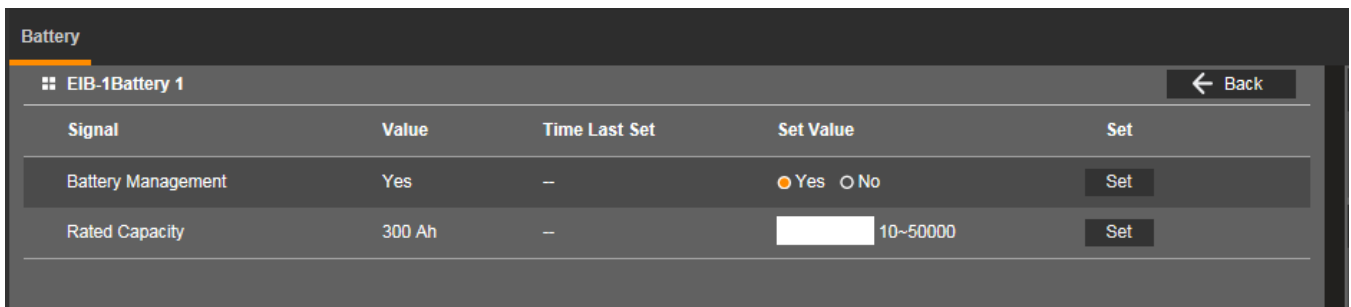 Battery
EIB-1Battery 1
Back
Signal Value Time Last Set Set Value Set
Battery Management Yes -- Yes No Set
Rated Capacity 300 Ah -- 10~50000 Set